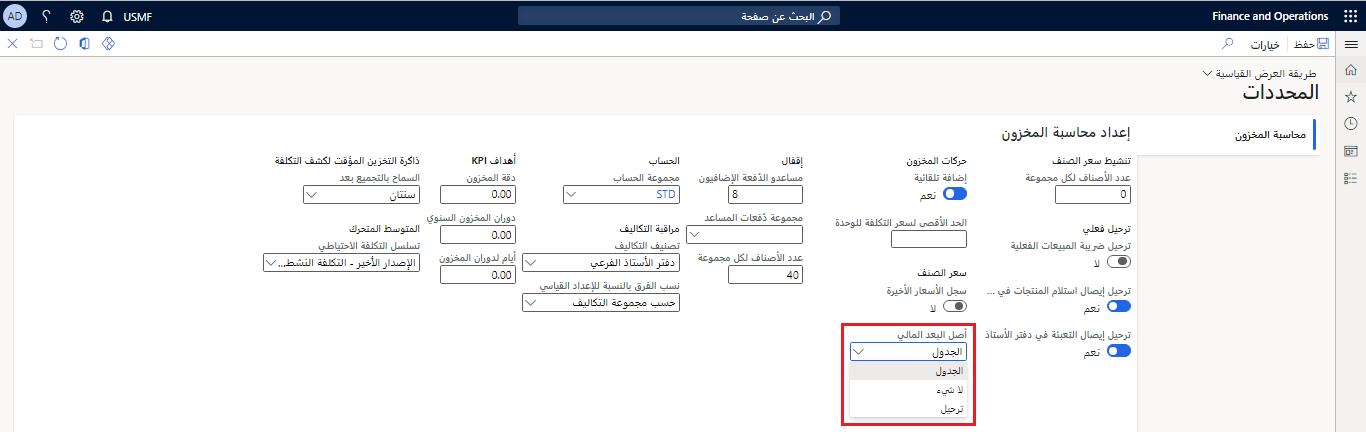 Finance and Operations
البحث عن صفحة
USMF
AD
حفظ
خيارات
طريقة العرض القياسية
المحددات
محاسبة المخزون
إعداد محاسبة المخزون
تنشيط سعر الصنف
عدد الأصناف لكل مجموعة
0
ترحيل فعلي
ترحيل ضريبة المبيعات الفعلية
لا
ترحيل إيصال استلام المنتجات في ...
نعم
ترحيل إيصال التعبئة في دفتر الأستاذ
نعم
حركات المخزون
إضافة تلقائية
نعم
الحد الأقصى لسعر التكلفة للوحدة
سعر الصنف
سجل الأسعار الأخيرة
لا
أصل البعد المالي
الجدول
الجدول
لا شيء
ترحيل
إقفال
مساعدو الدُفعة الإضافيون
8
مجموعة دُفعات المساعد
عدد الأصناف لكل مجموعة
40
الحساب
مجموعة الحساب
STD
مراقبة التكاليف
تصنيف التكاليف
دفتر الأستاذ الفرعي
نسب الفرق بالنسبة للإعداد القياسي
حسب مجموعة التكاليف
أهداف KPI
دقة المخزون
0.00
دوران المخزون السنوي
0.00
أيام لدوران المخزون
0.00
ذاكرة التخزين المؤقت لكشف التكلفة
السماح بالتجميع بعد
سنتان
المتوسط المتحرك
تسلسل التكلفة الاحتياطي
الإصدار الأخير - التكلفة النشط...